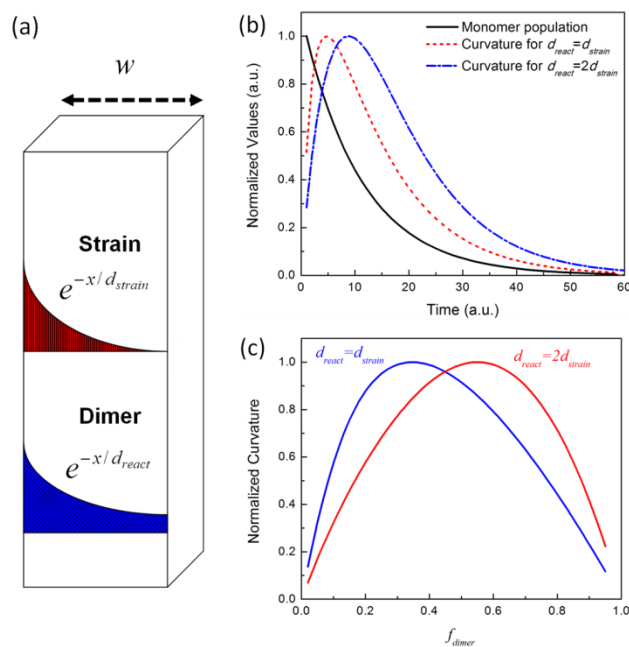 (a)
w
Strain
e^{-x/d_{strain}}
Dimer
e^{-x/d_{react}}
(b)
Normalized Values (a.u.)
1.0
0.8
0.6
0.4
0.2
0.0
Monomer population
Curvature for d_{react}=d_{strain}
Curvature for d_{react}=2d_{strain}
0 10 20 30 40 50 60
Time (a.u.)
(c)
Normalized Curvature
1.0
0.8
0.6
0.4
0.2
0.0
d_{react}=d_{strain}
d_{react}=2d_{strain}
0.0 0.2 0.4 0.6 0.8 1.0
f_{dimer}